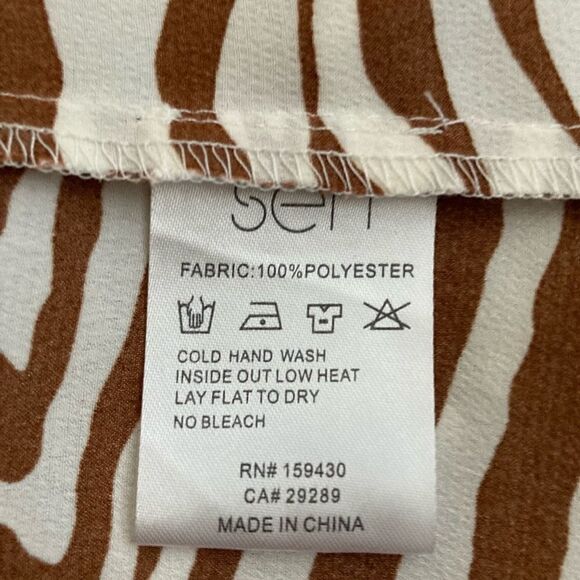 FABRIC:100%POLYESTER
COLD HAND WASH
INSIDE OUT LOW HEAT
LAY FLAT TO DRY
NO BLEACH
RN# 159430
CA# 29289
MADE IN CHINA